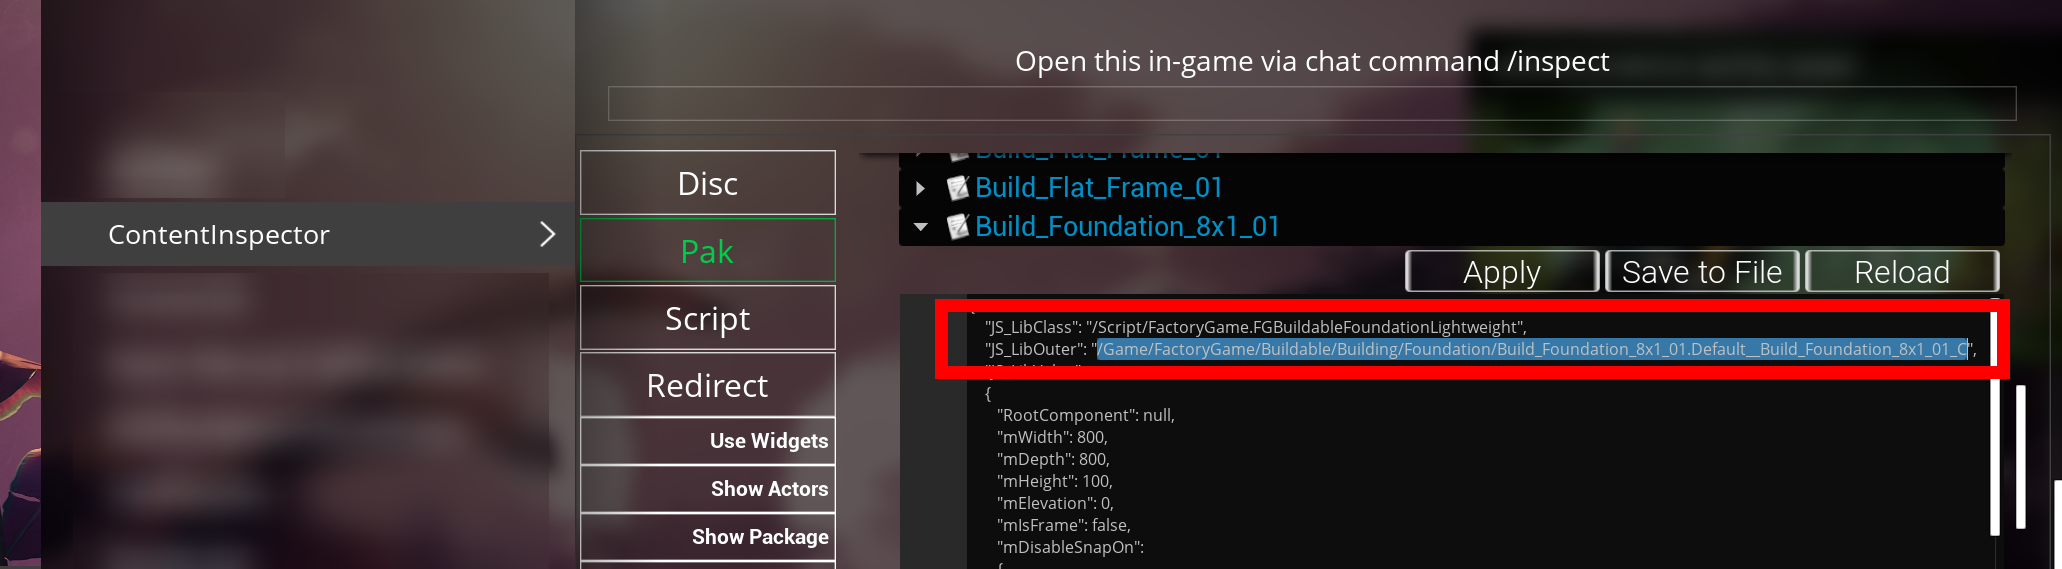 Open this in-game via chat command /inspect
ContentInspector
Disc
Pak
Script
Redirect
Use Widgets
Show Actors
Show Package
Build_Flat_Frame_01
Build_Flat_Frame_01
Build_Foundation_8x1_01
Apply
Save to File
Reload
"JS_LibClass": "/Script/FactoryGame.FGBuildableFoundationLightweight",
"JS_LibOuter": "/Game/FactoryGame/Buildable/Building/Foundation/Build_Foundation_8x1_01.Default__Build_Foundation_8x1_01_C",
{
"RootComponent": null,
"mWidth": 800,
"mDepth": 800,
"mHeight": 100,
"mElevation": 0,
"mIsFrame": false,
"mDisableSnapOn":
{